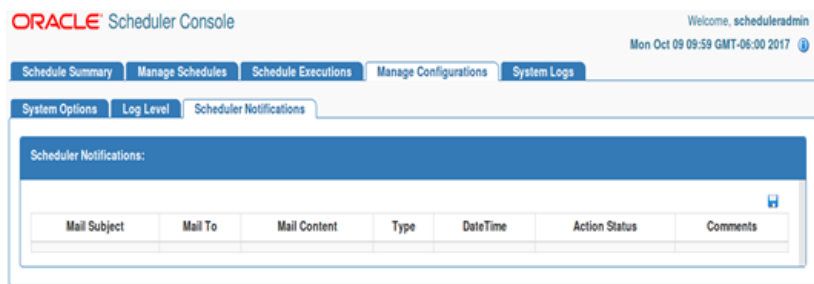 ORACLE® Scheduler Console
Welcome, scheduleradmin
Mon Oct 09 09:59 GMT-06:00 2017
Schedule Summary Manage Schedules Schedule Executions Manage Configurations System Logs
System Options Log Level Scheduler Notifications
Scheduler Notifications:
Mail Subject Mail To Mail Content Type DateTime Action Status Comments